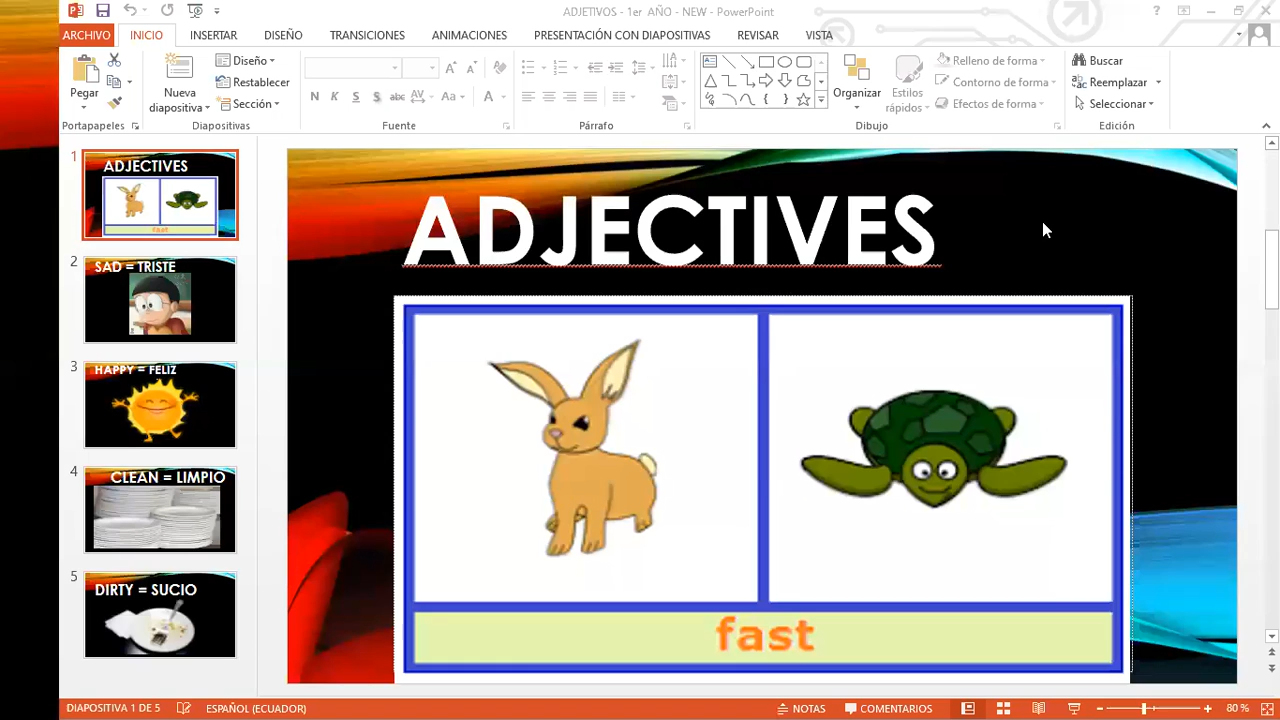 ADJETIVOS - 1er AÑO - NEW - PowerPoint
?
ARCHIVO INICIO INSERTAR DISEÑO TRANSICIONES ANIMACIONES PRESENTACIÓN CON DIAPOSITIVAS REVISAR VISTA
Pegar
Nueva
diapositiva
Diseño
Restablecer
Sección
N K S S abc AV Aa A
Organizar
Estilos
rápidos
Relleno de forma
Contorno de forma
Efectos de forma
Buscar
Reemplazar
Seleccionar
Portapapeles Diapositivas Fuente Párrafo Dibujo Edición
1
ADJECTIVES
fast
2
SAD = TRISTE
3
HAPPY = FELIZ
4
CLEAN = LIMPIO
5
DIRTY = SUCIO
ADJECTIVES
fast
DIAPOSITIVA 1 DE 5 ESPAÑOL (ECUADOR) NOTAS COMENTARIOS 80 %